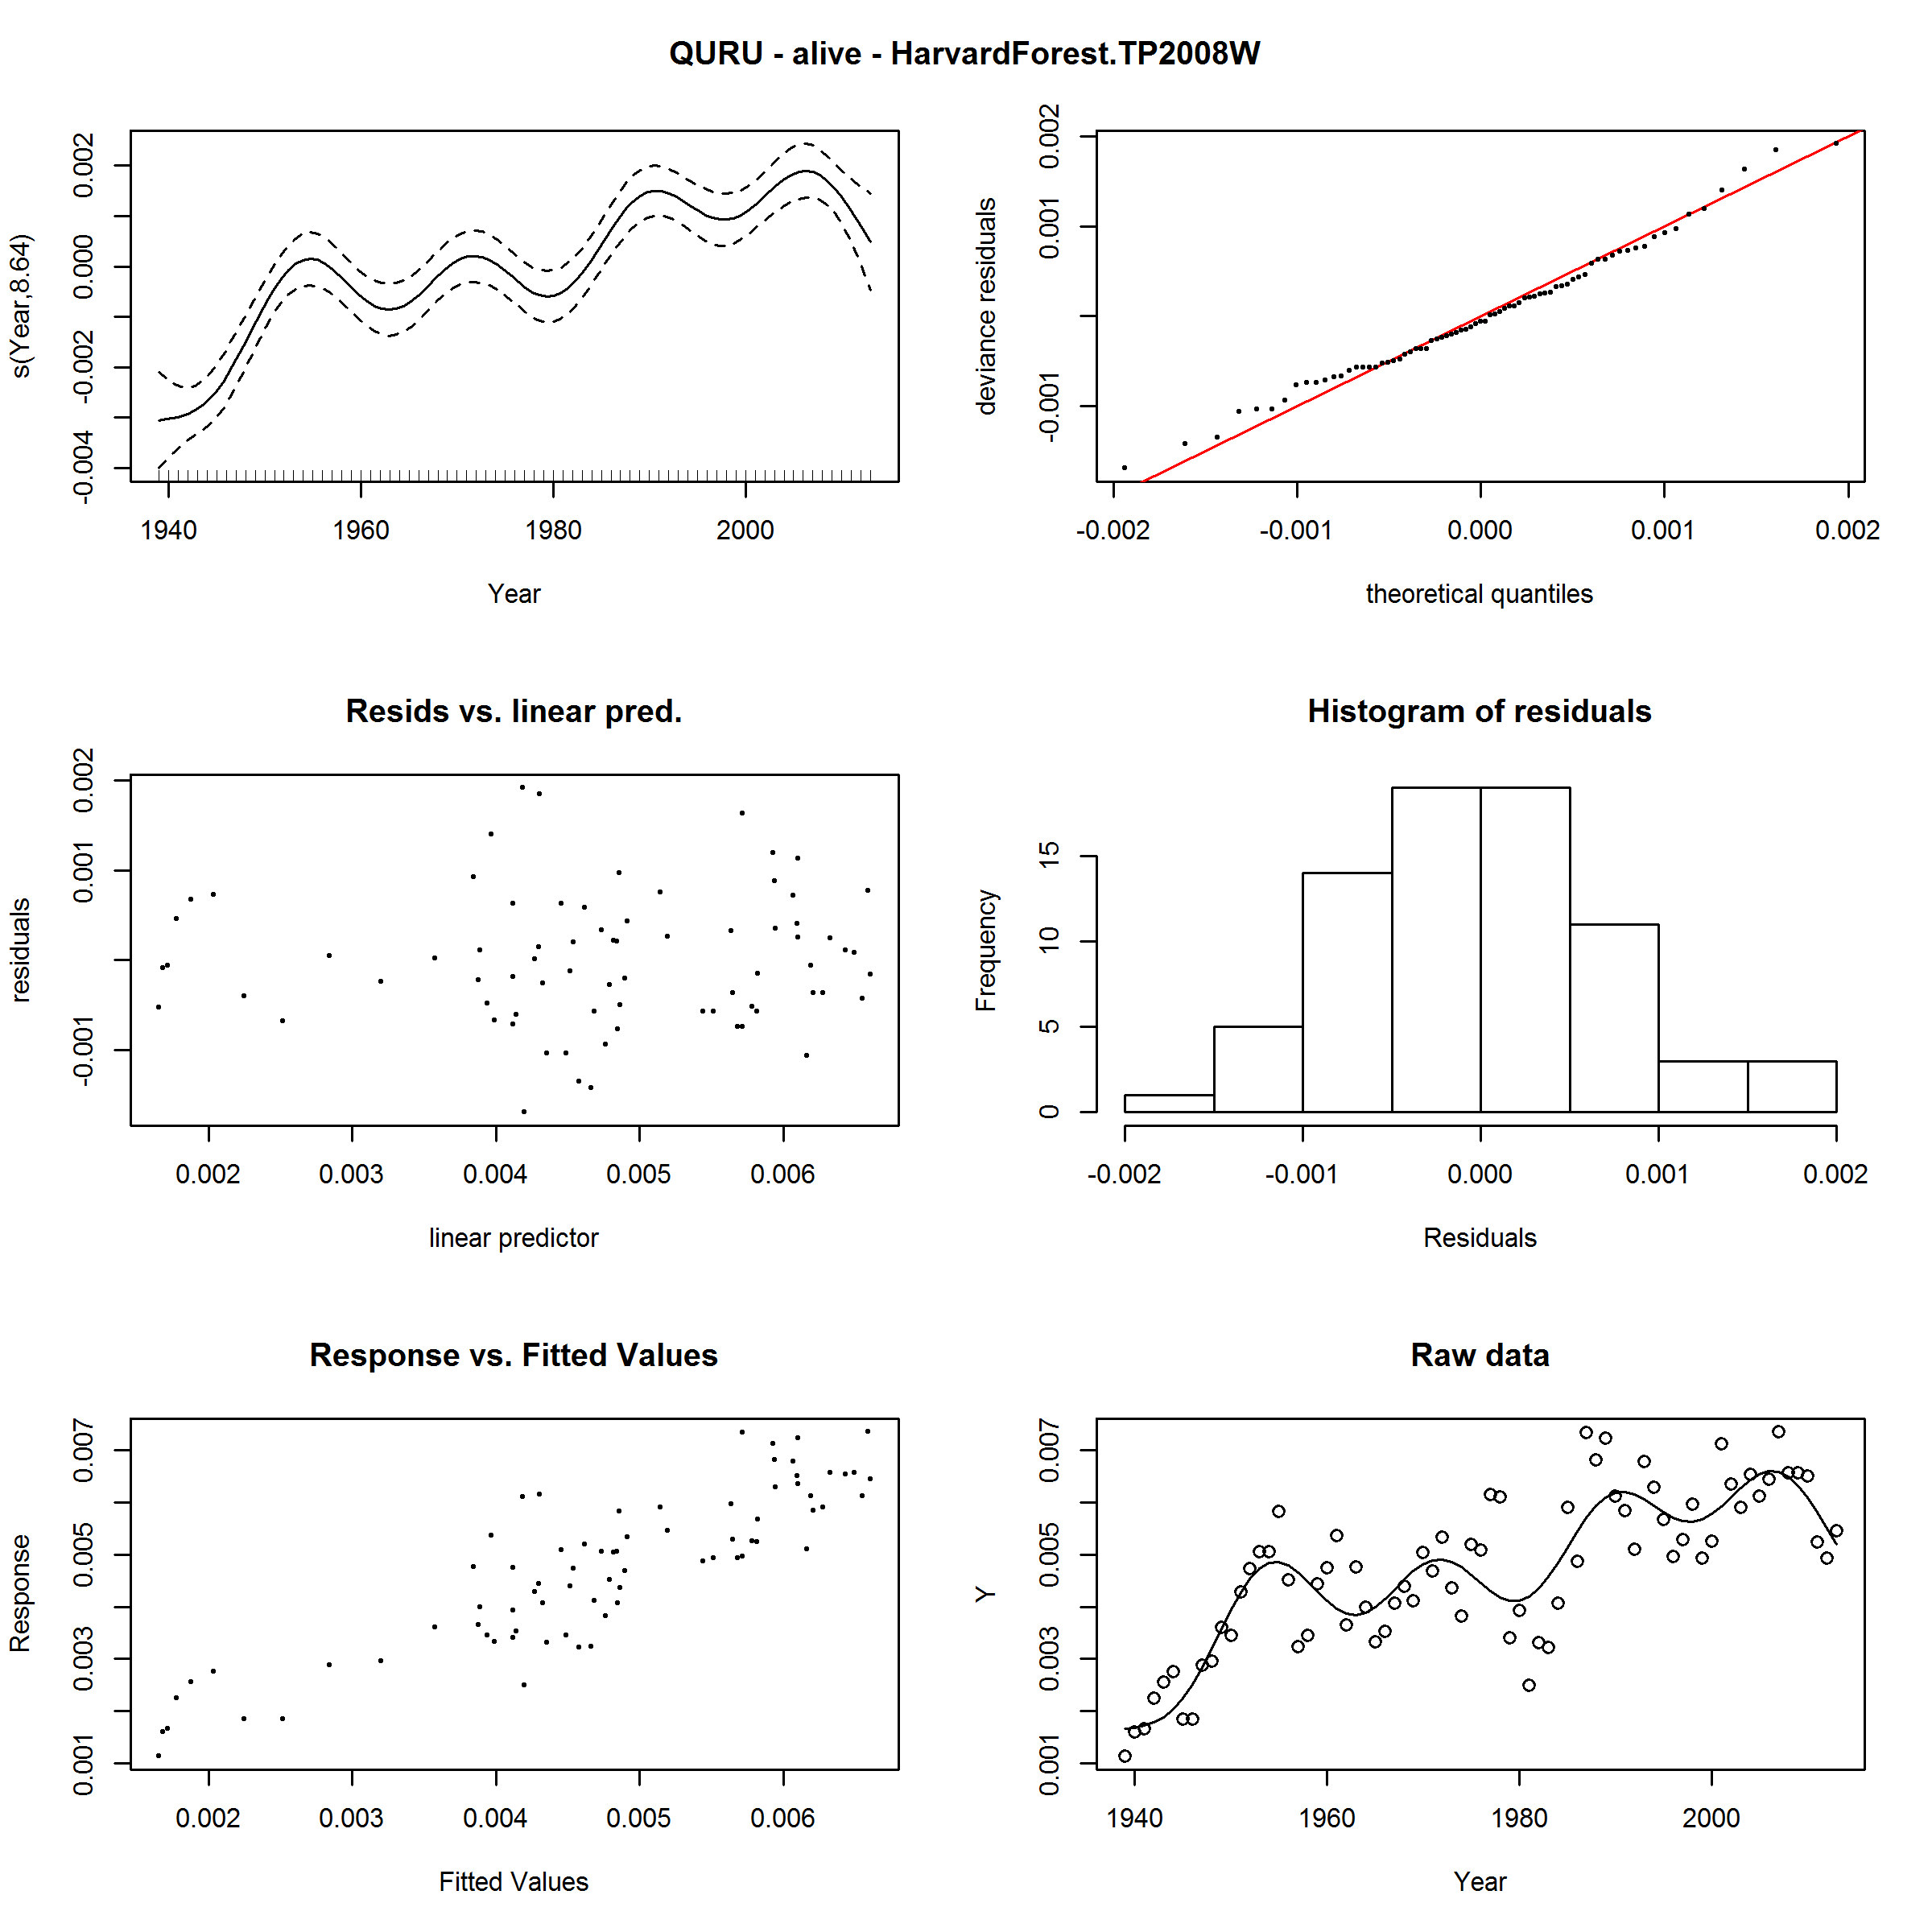 QURU - alive - HarvardForest.TP2008W
s(Year,8.64)
-0.004 -0.002 0.000 0.002
1940 1960 1980 2000
Year
deviance residuals
-0.001 0.001 0.002
-0.002 -0.001 0.000 0.001 0.002
theoretical quantiles
Resids vs. linear pred.
residuals
-0.001 0.001 0.002
0.002 0.003 0.004 0.005 0.006
linear predictor
Histogram of residuals
Frequency
0 5 10 15
-0.002 -0.001 0.000 0.001 0.002
Residuals
Response vs. Fitted Values
Response
0.001 0.003 0.005 0.007
0.002 0.003 0.004 0.005 0.006
Fitted Values
Raw data
Y
0.001 0.003 0.005 0.007
1940 1960 1980 2000
Year